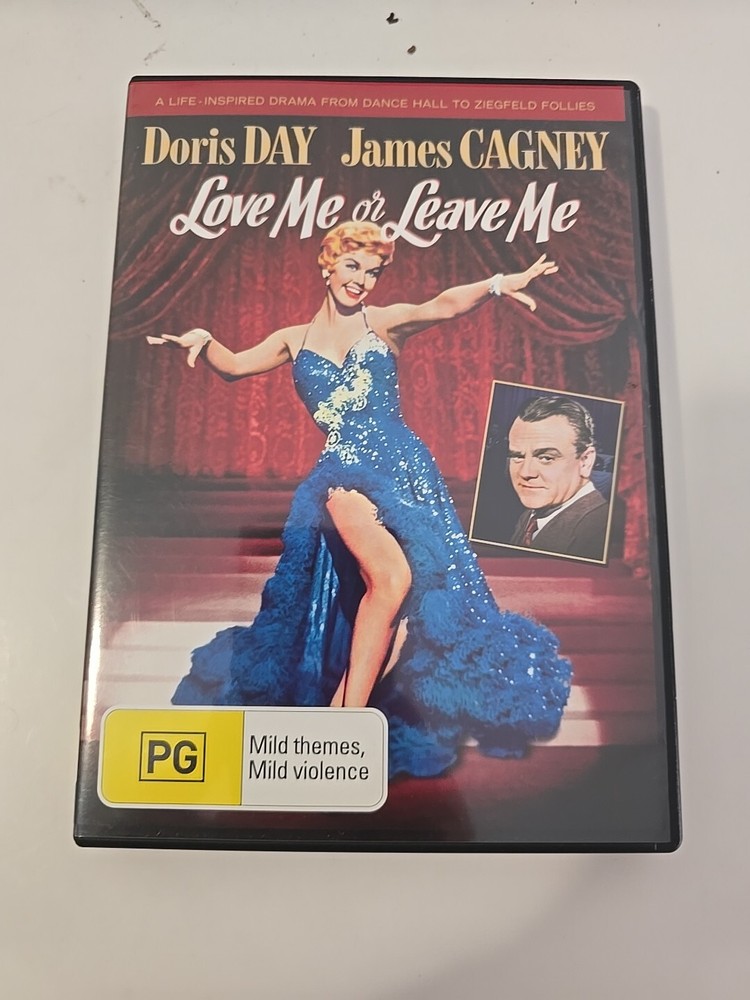 A LIFE-INSPIRED DRAMA FROM DANCE HALL TO ZIEGFELD FOLLIES
Doris DAY James CAGNEY
Love Me or Leave Me
PG
Mild themes,
Mild violence